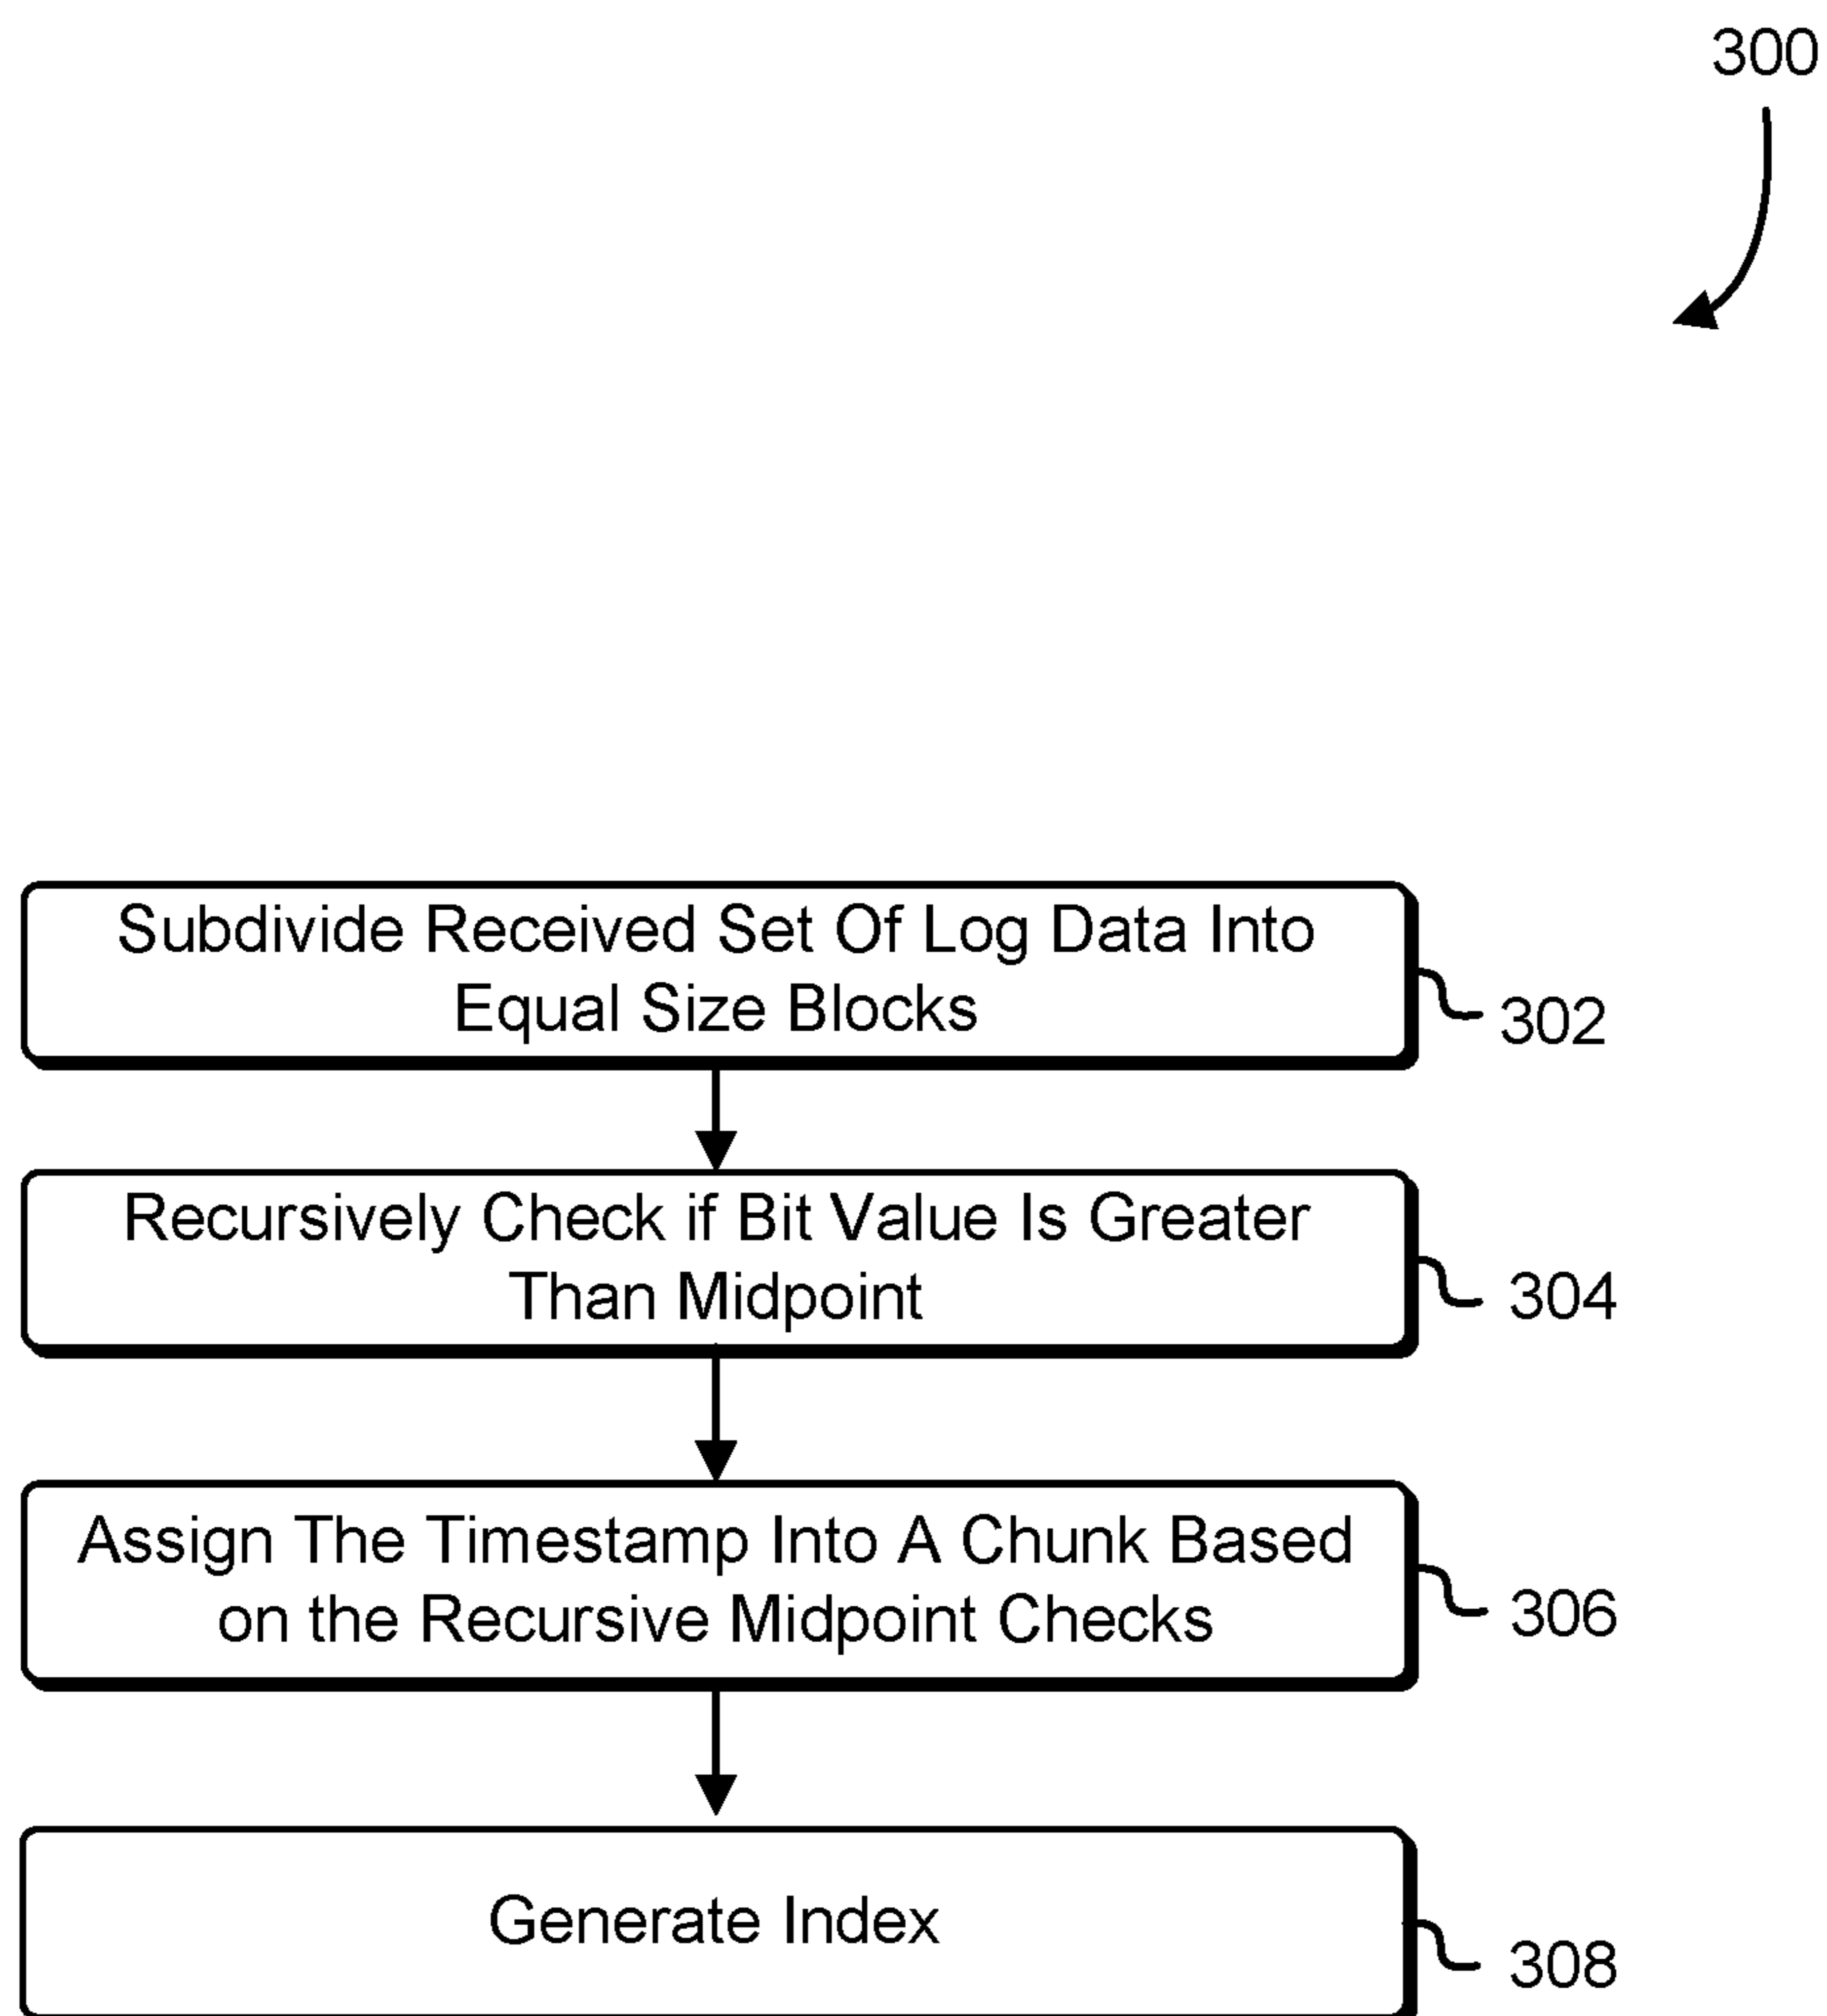 300
Subdivide Received Set Of Log Data Into
Equal Size Blocks
302
Recursively Check if Bit Value Is Greater
Than Midpoint
304
Assign The Timestamp Into A Chunk Based
on the Recursive Midpoint Checks
306
Generate Index
308